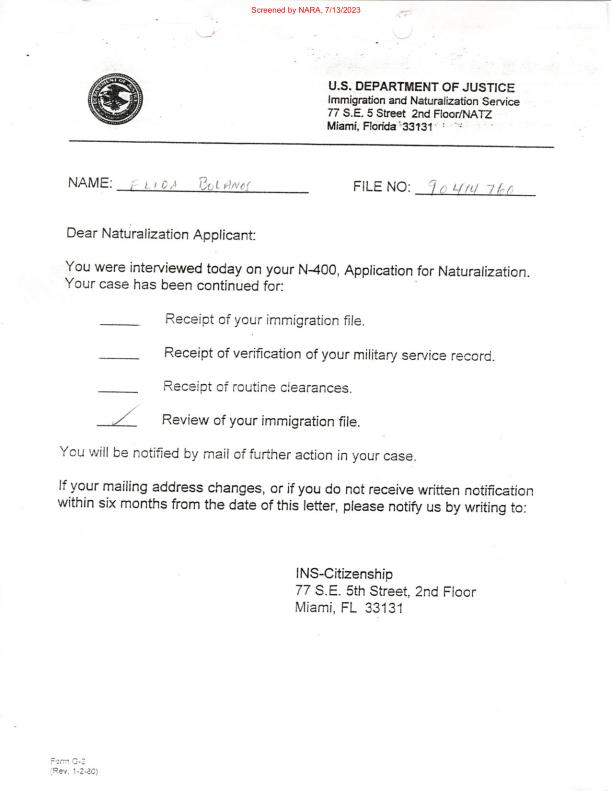 Screened by NARA, 7/13/2023
U.S. DEPARTMENT OF JUSTICE
Immigration and Naturalization Service
77 S.E. 5 Street 2nd Floor/NATZ
Miami, Florida 33131
NAME: ELIDA BOLANOS FILE NO: 90414760
Dear Naturalization Applicant:
You were interviewed today on your N-400, Application for Naturalization.
Your case has been continued for:
Receipt of your immigration file.
Receipt of verification of your military service record.
Receipt of routine clearances.
✓ Review of your immigration file.
You will be notified by mail of further action in your case.
If your mailing address changes, or if you do not receive written notification
within six months from the date of this letter, please notify us by writing to:
INS-Citizenship
77 S.E. 5th Street, 2nd Floor
Miami, FL 33131
Form G-2
(Rev. 1-2-80)